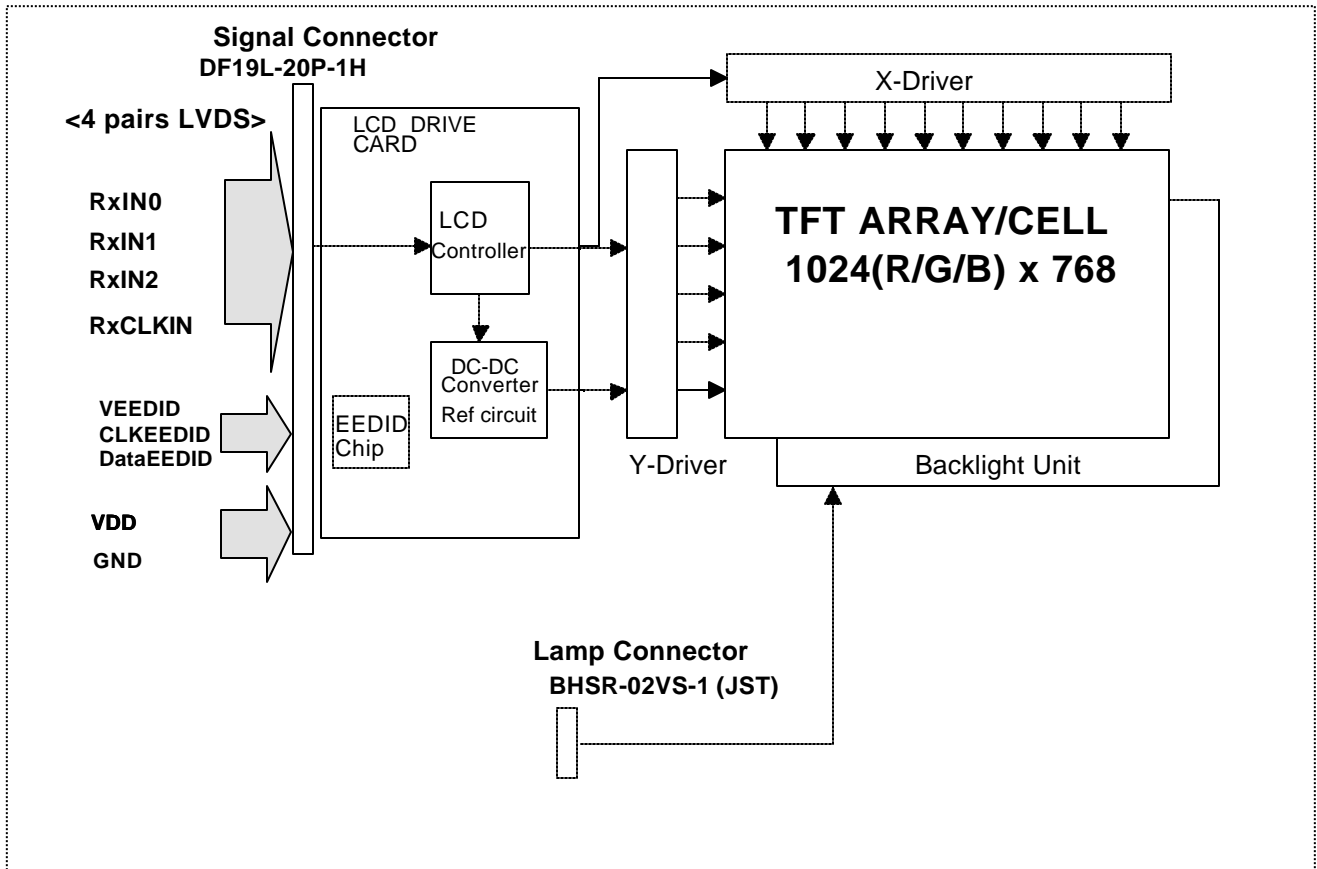 Signal Connector
DF19L-20P-1H
<4 pairs LVDS>
RxIN0
RxIN1
RxIN2
RxCLKIN
VEEDID
CLKEEDID
DataEEDID
VDD
GND
LCD DRIVE
CARD
LCD
Controller
DC-DC
Converter
Ref circuit
EEDID
Chip
X-Driver
Y-Driver
TFT ARRAY/CELL
1024(R/G/B) x 768
Backlight Unit
Lamp Connector
BHSR-02VS-1 (JST)